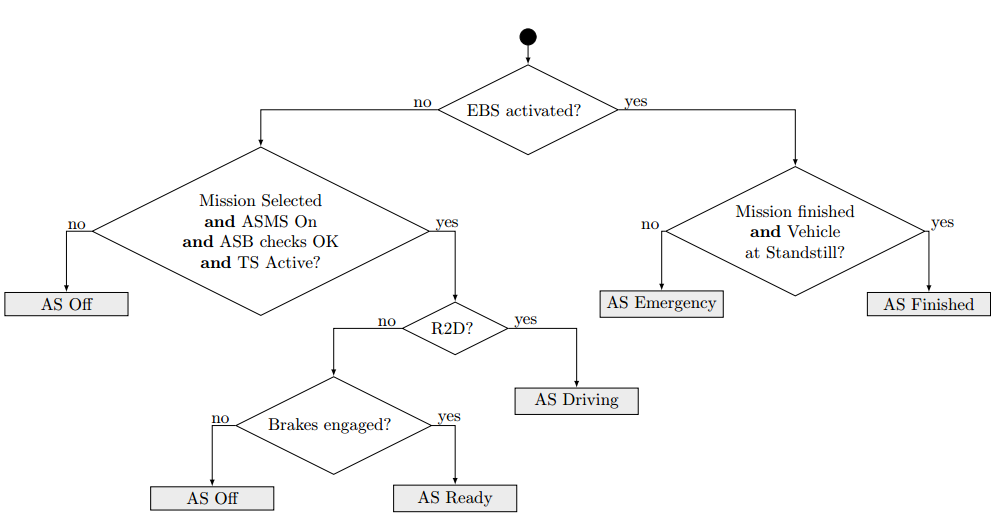 EBS activated?
no
yes
Mission Selected
and ASMS On
and ASB checks OK
and TS Active?
no
yes
Mission finished
and Vehicle
at Standstill?
no
yes
AS Off
AS Emergency
AS Finished
R2D?
no
yes
AS Driving
Brakes engaged?
no
yes
AS Off
AS Ready